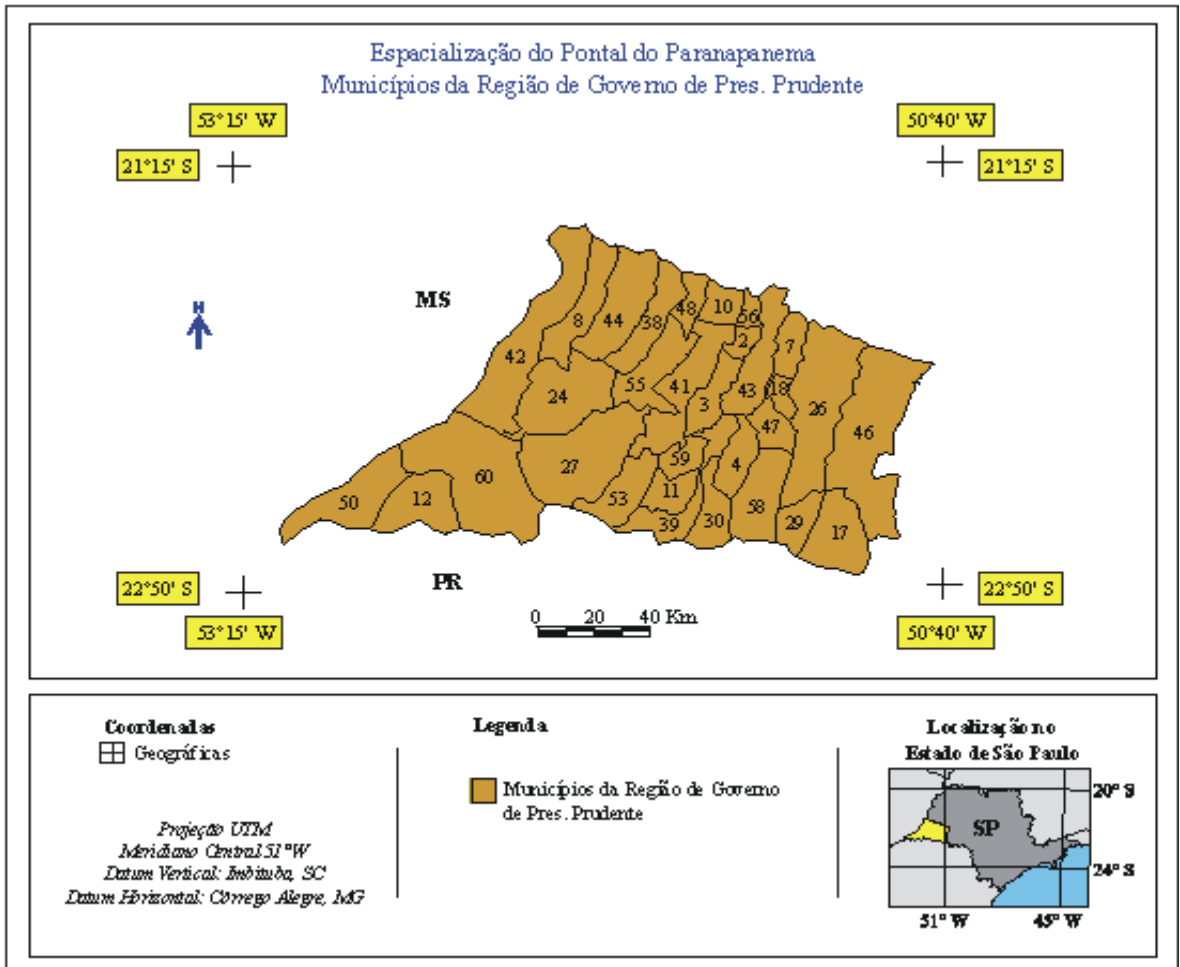 Espacialização do Pontal do Paranapanema
Municípios da Região de Governo de Pres. Prudente
53°15' W
50°40' W
21°15' S
21°15' S
MS
N
48
10
56
8
44
38
2
7
42
24
55
41
3
43
18
26
46
47
59
4
27
60
50
12
53
11
39
30
58
29
17
PR
22°50' S
22°50' S
53°15' W
50°40' W
0 20 40 Km
Coordenadas
Geográficas
Projeção UTM
Meridiano Central 51°W
Datum Vertical: Imbituba, SC
Datum Horizontal: Córrego Alegre, MG
Legenda
Municípios da Região de Governo
de Pres. Prudente
Localização no
Estado de São Paulo
20° S
SP
24° S
51° W
45° W